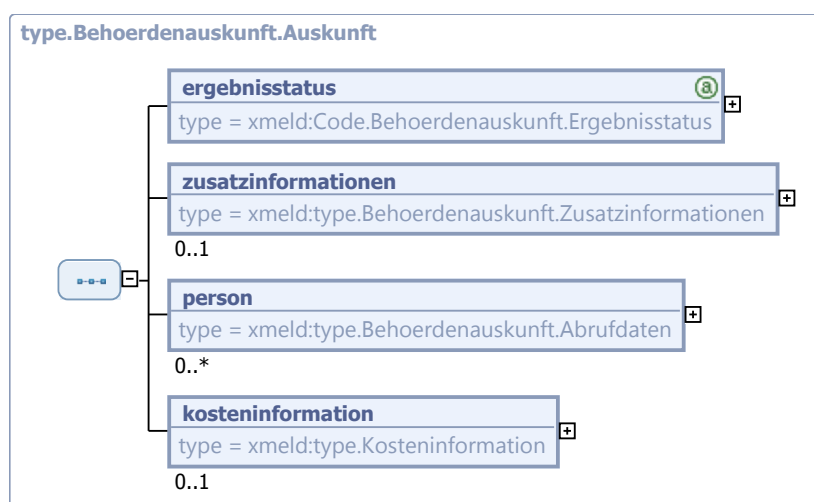 type.Behoerdenauskunft.Auskunft
ergebnisstatus
type = xmeld:Code.Behoerdenauskunft.Ergebnisstatus
zusatzinformationen
type = xmeld:type.Behoerdenauskunft.Zusatzinformationen
0..1
person
type = xmeld:type.Behoerdenauskunft.Abrufdaten
0..*
kosteninformation
type = xmeld:type.Kosteninformation
0..1